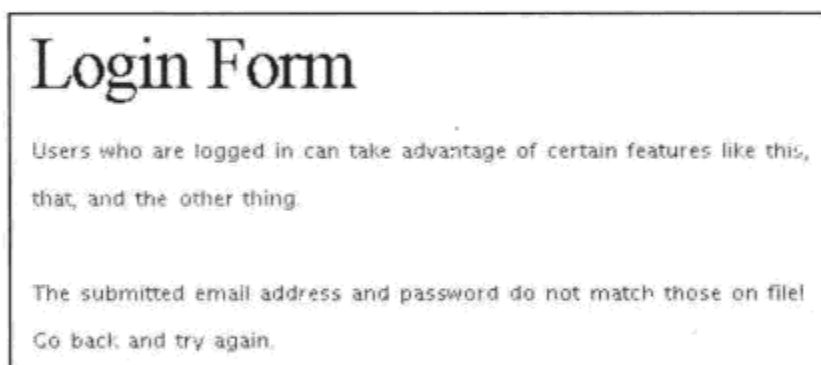 Login Form
Users who are logged in can take advantage of certain features like this,
that, and the other thing.
The submitted email address and password do not match those on file!
Go back and try again.